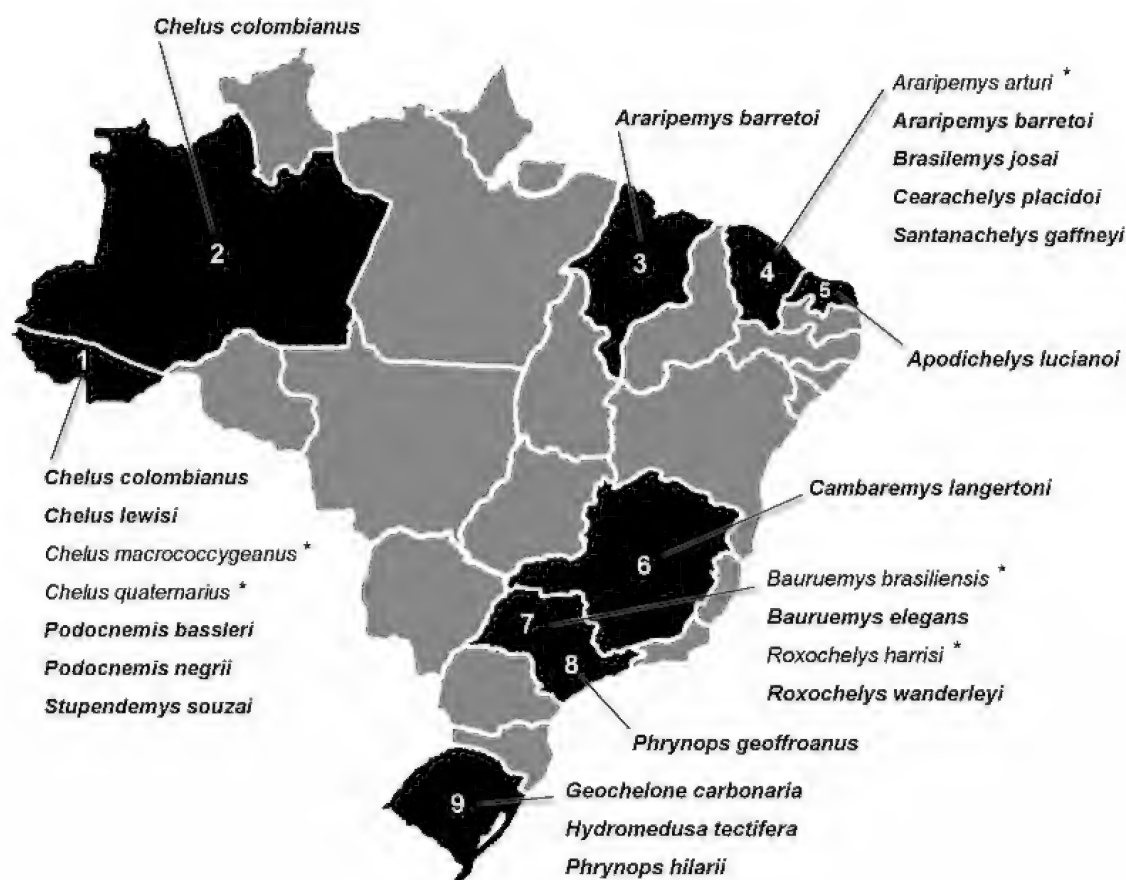 Chelus colombianus
Araripemys barretoi
Araripemys arturi *
Araripemys barretoi
Brasilemys josai
Cearachelys placidoi
Santanachelys gaffneyi
2
3
4
5
Apodichelys lucianoi
1
Chelus colombianus
Chelus lewisi
Chelus macrococcygeanus *
Chelus quaternarius *
Podocnemis bassleri
Podocnemis negrii
Stupendemys souzai
Cambaremys langertoni
6
Bauruemys brasiliensis *
Bauruemys elegans
Roxochelys harrisi *
Roxochelys wanderleyi
7
8
Phrynops geoffroanus
9
Geochelone carbonaria
Hydromedusa tectifera
Phrynops hilarii